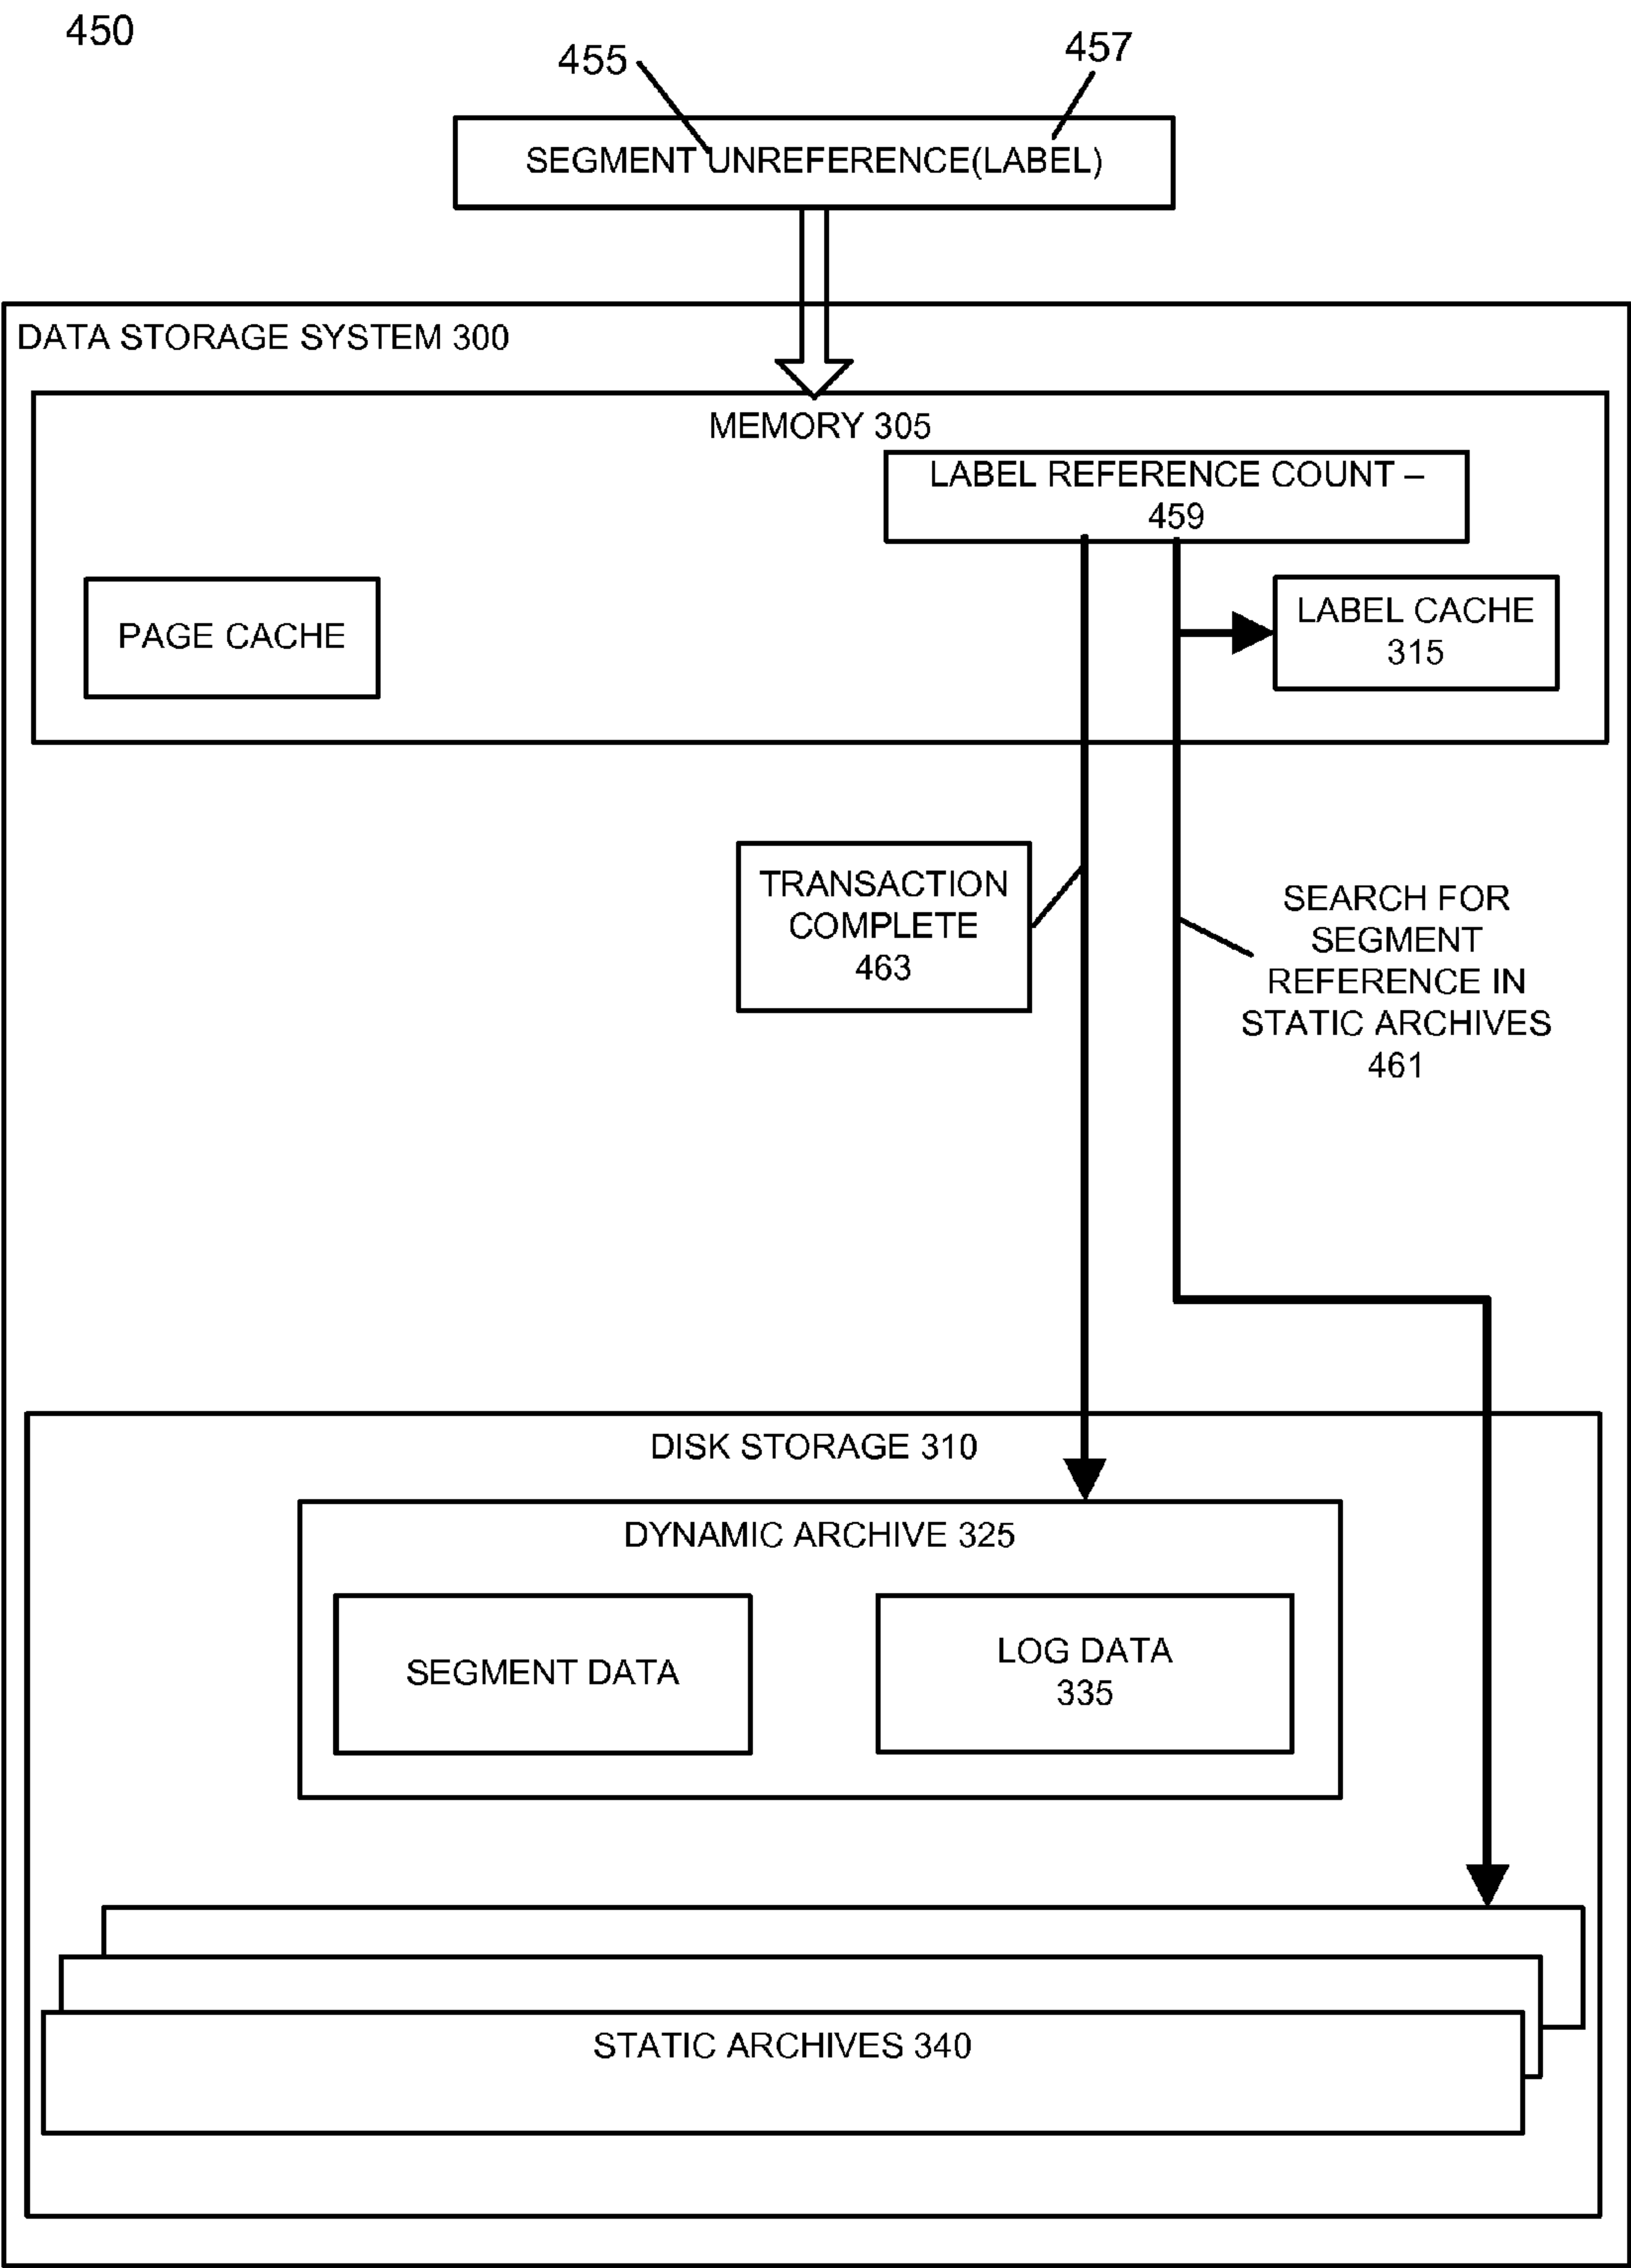 450
455
457
SEGMENT UNREFERENCE(LABEL)
DATA STORAGE SYSTEM 300
MEMORY 305
LABEL REFERENCE COUNT –
459
PAGE CACHE
LABEL CACHE
315
TRANSACTION
COMPLETE
463
SEARCH FOR
SEGMENT
REFERENCE IN
STATIC ARCHIVES
461
DISK STORAGE 310
DYNAMIC ARCHIVE 325
SEGMENT DATA
LOG DATA
335
STATIC ARCHIVES 340